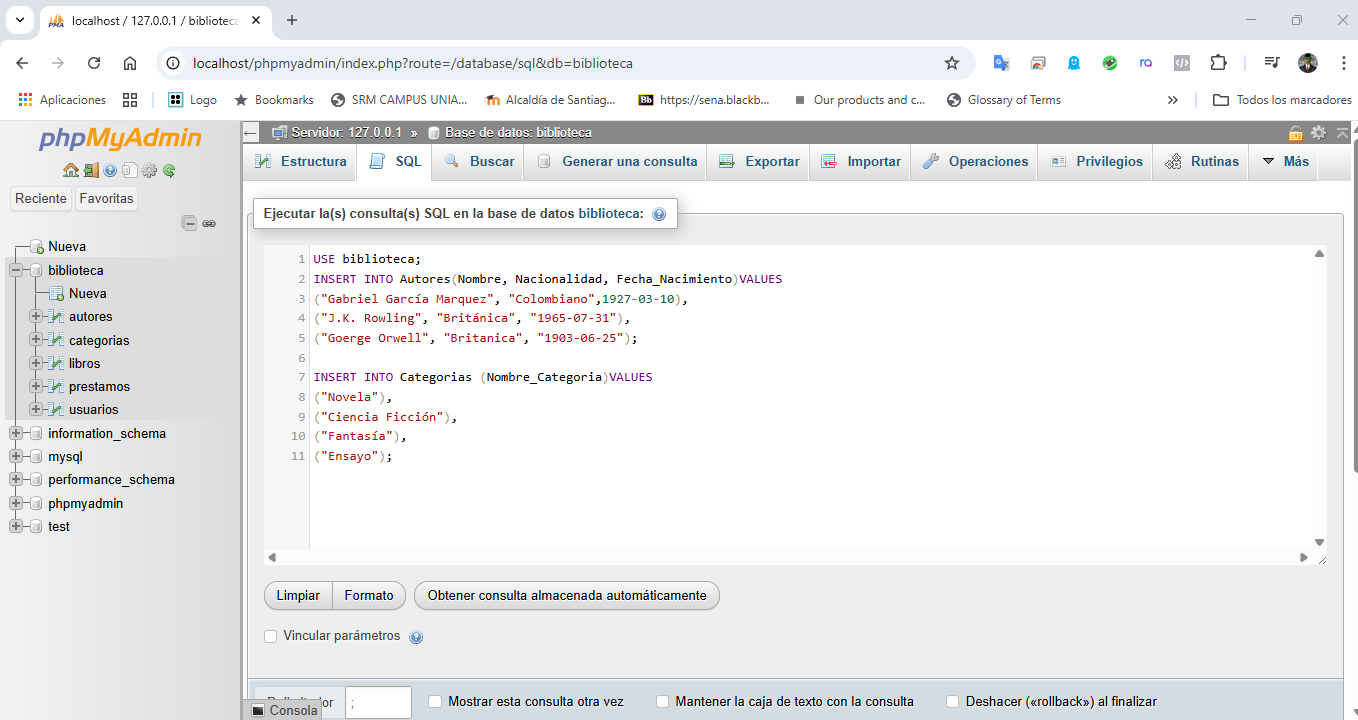 localhost / 127.0.0.1 / biblioteca
localhost/phpmyadmin/index.php?route=/database/sql&db=biblioteca
Aplicaciones
Logo
Bookmarks
SRM CAMPUS UNIA...
Alcaldía de Santiag...
Bb
https://sena.blackb...
Our products and c...
Glossary of Terms
»
Todos los marcadores
phpMyAdmin
Reciente
Favoritas
Nueva
biblioteca
Nueva
autores
categorias
libros
prestamos
usuarios
information_schema
mysql
performance_schema
phpmyadmin
test
Servidor: 127.0.0.1 » Base de datos: biblioteca
Estructura
SQL
Buscar
Generar una consulta
Exportar
Importar
Operaciones
Privilegios
Rutinas
Más
Ejecutar la(s) consulta(s) SQL en la base de datos biblioteca:
1 USE biblioteca;
2 INSERT INTO Autores(Nombre, Nacionalidad, Fecha_Nacimiento)VALUES
3 ("Gabriel García Marquez", "Colombiano",1927-03-10),
4 ("J.K. Rowling", "Británica", "1965-07-31"),
5 ("Goerge Orwell", "Britanica", "1903-06-25");
6
7 INSERT INTO Categorias (Nombre_Categoria)VALUES
8 ("Novela"),
9 ("Ciencia Ficción"),
10 ("Fantasía"),
11 ("Ensayo");
Limpiar
Formato
Obtener consulta almacenada automáticamente
Vincular parámetros
;
Mostrar esta consulta otra vez
Mantener la caja de texto con la consulta
Deshacer («rollback») al finalizar
Consola